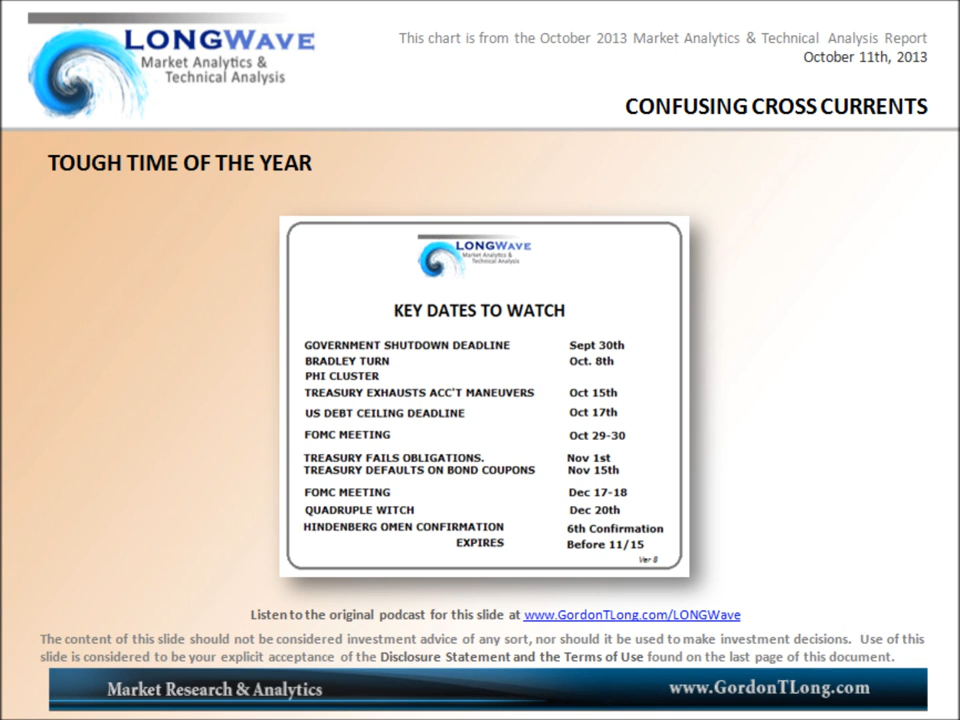 LONGWAVE
Market Analytics &
Technical Analysis
This chart is from the October 2013 Market Analytics & Technical Analysis Report
October 11th, 2013
CONFUSING CROSS CURRENTS
TOUGH TIME OF THE YEAR
LONGWAVE
Market Analytics &
Technical Analysis
KEY DATES TO WATCH
GOVERNMENT SHUTDOWN DEADLINE Sept 30th
BRADLEY TURN Oct. 8th
PHI CLUSTER
TREASURY EXHAUSTS ACC'T MANEUVERS Oct 15th
US DEBT CEILING DEADLINE Oct 17th
FOMC MEETING Oct 29-30
TREASURY FAILS OBLIGATIONS. Nov 1st
TREASURY DEFAULTS ON BOND COUPONS Nov 15th
FOMC MEETING Dec 17-18
QUADRUPLE WITCH Dec 20th
HINDENBERG OMEN CONFIRMATION 6th Confirmation
EXPIRES Before 11/15
Ver 8
Listen to the original podcast for this slide at www.GordonTLong.com/LONGWave
The content of this slide should not be considered investment advice of any sort, nor should it be used to make investment decisions. Use of this
slide is considered to be your explicit acceptance of the Disclosure Statement and the Terms of Use found on the last page of this document.
Market Research & Analytics
www.GordonTLong.com